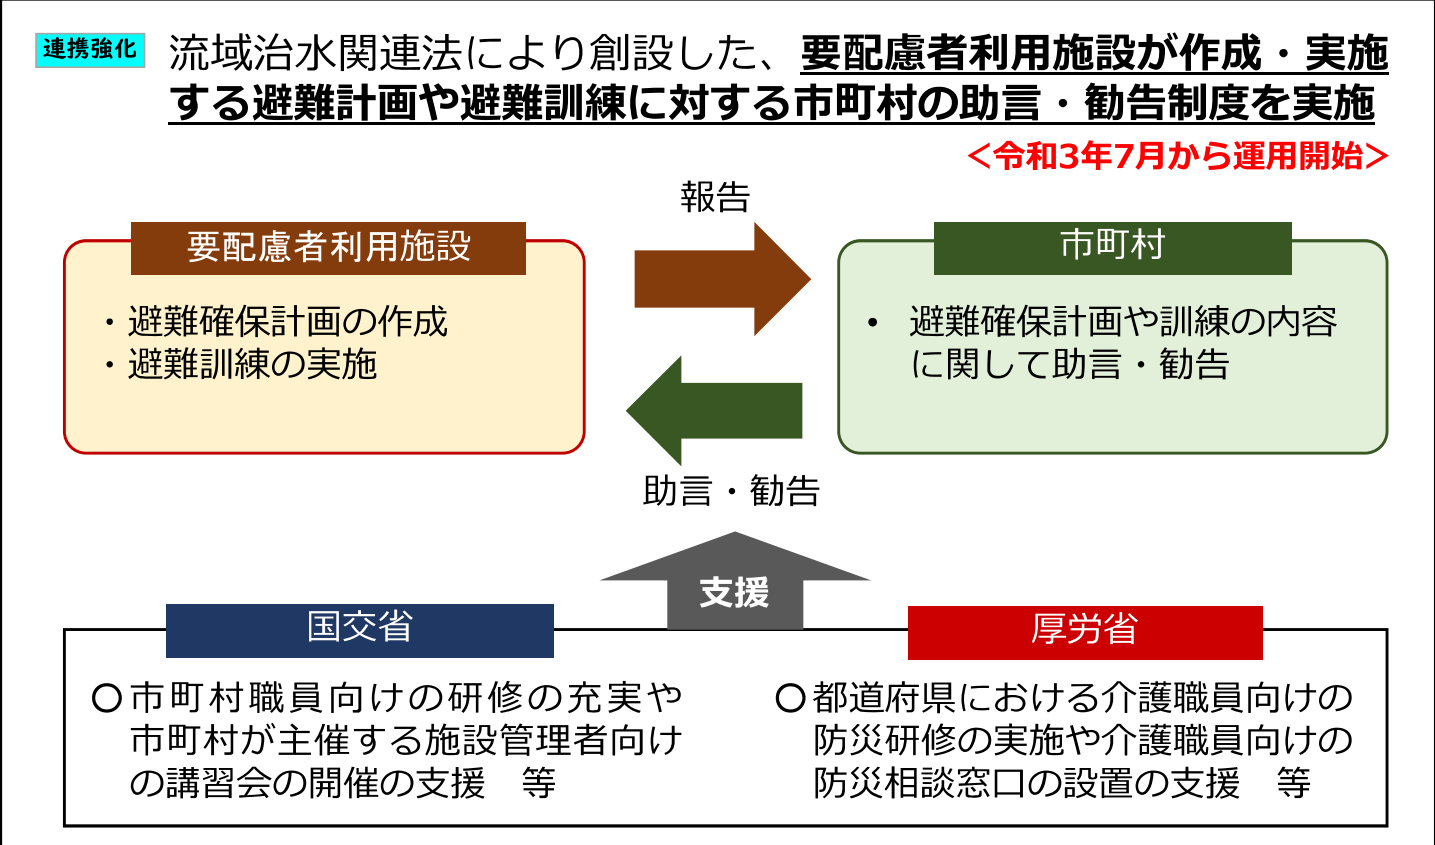 連携強化
流域治水関連法により創設した、要配慮者利用施設が作成・実施
する避難計画や避難訓練に対する市町村の助言・勧告制度を実施
＜令和3年7月から運用開始＞
報告
要配慮者利用施設
・避難確保計画の作成
・避難訓練の実施
市町村
• 避難確保計画や訓練の内容
に関して助言・勧告
助言・勧告
支援
国交省
〇市町村職員向けの研修の充実や
市町村が主催する施設管理者向け
の講習会の開催の支援　等
厚労省
〇都道府県における介護職員向けの
防災研修の実施や介護職員向けの
防災相談窓口の設置の支援　等